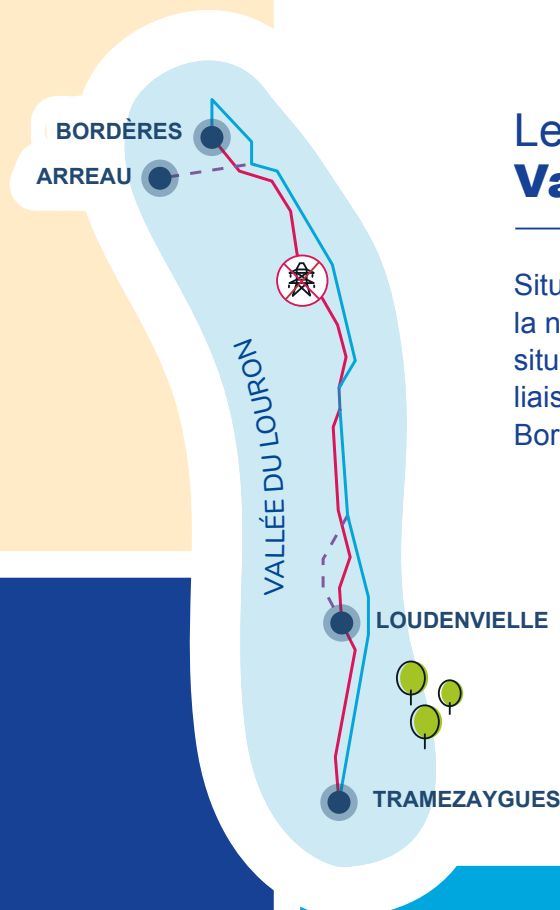 BORDÈRES
ARREAU
VALLÉE DU LOURON
LOUDENVIELLE
TRAMEZAYGUES
Le
Va
Situ
la n
situ
liais
Bor